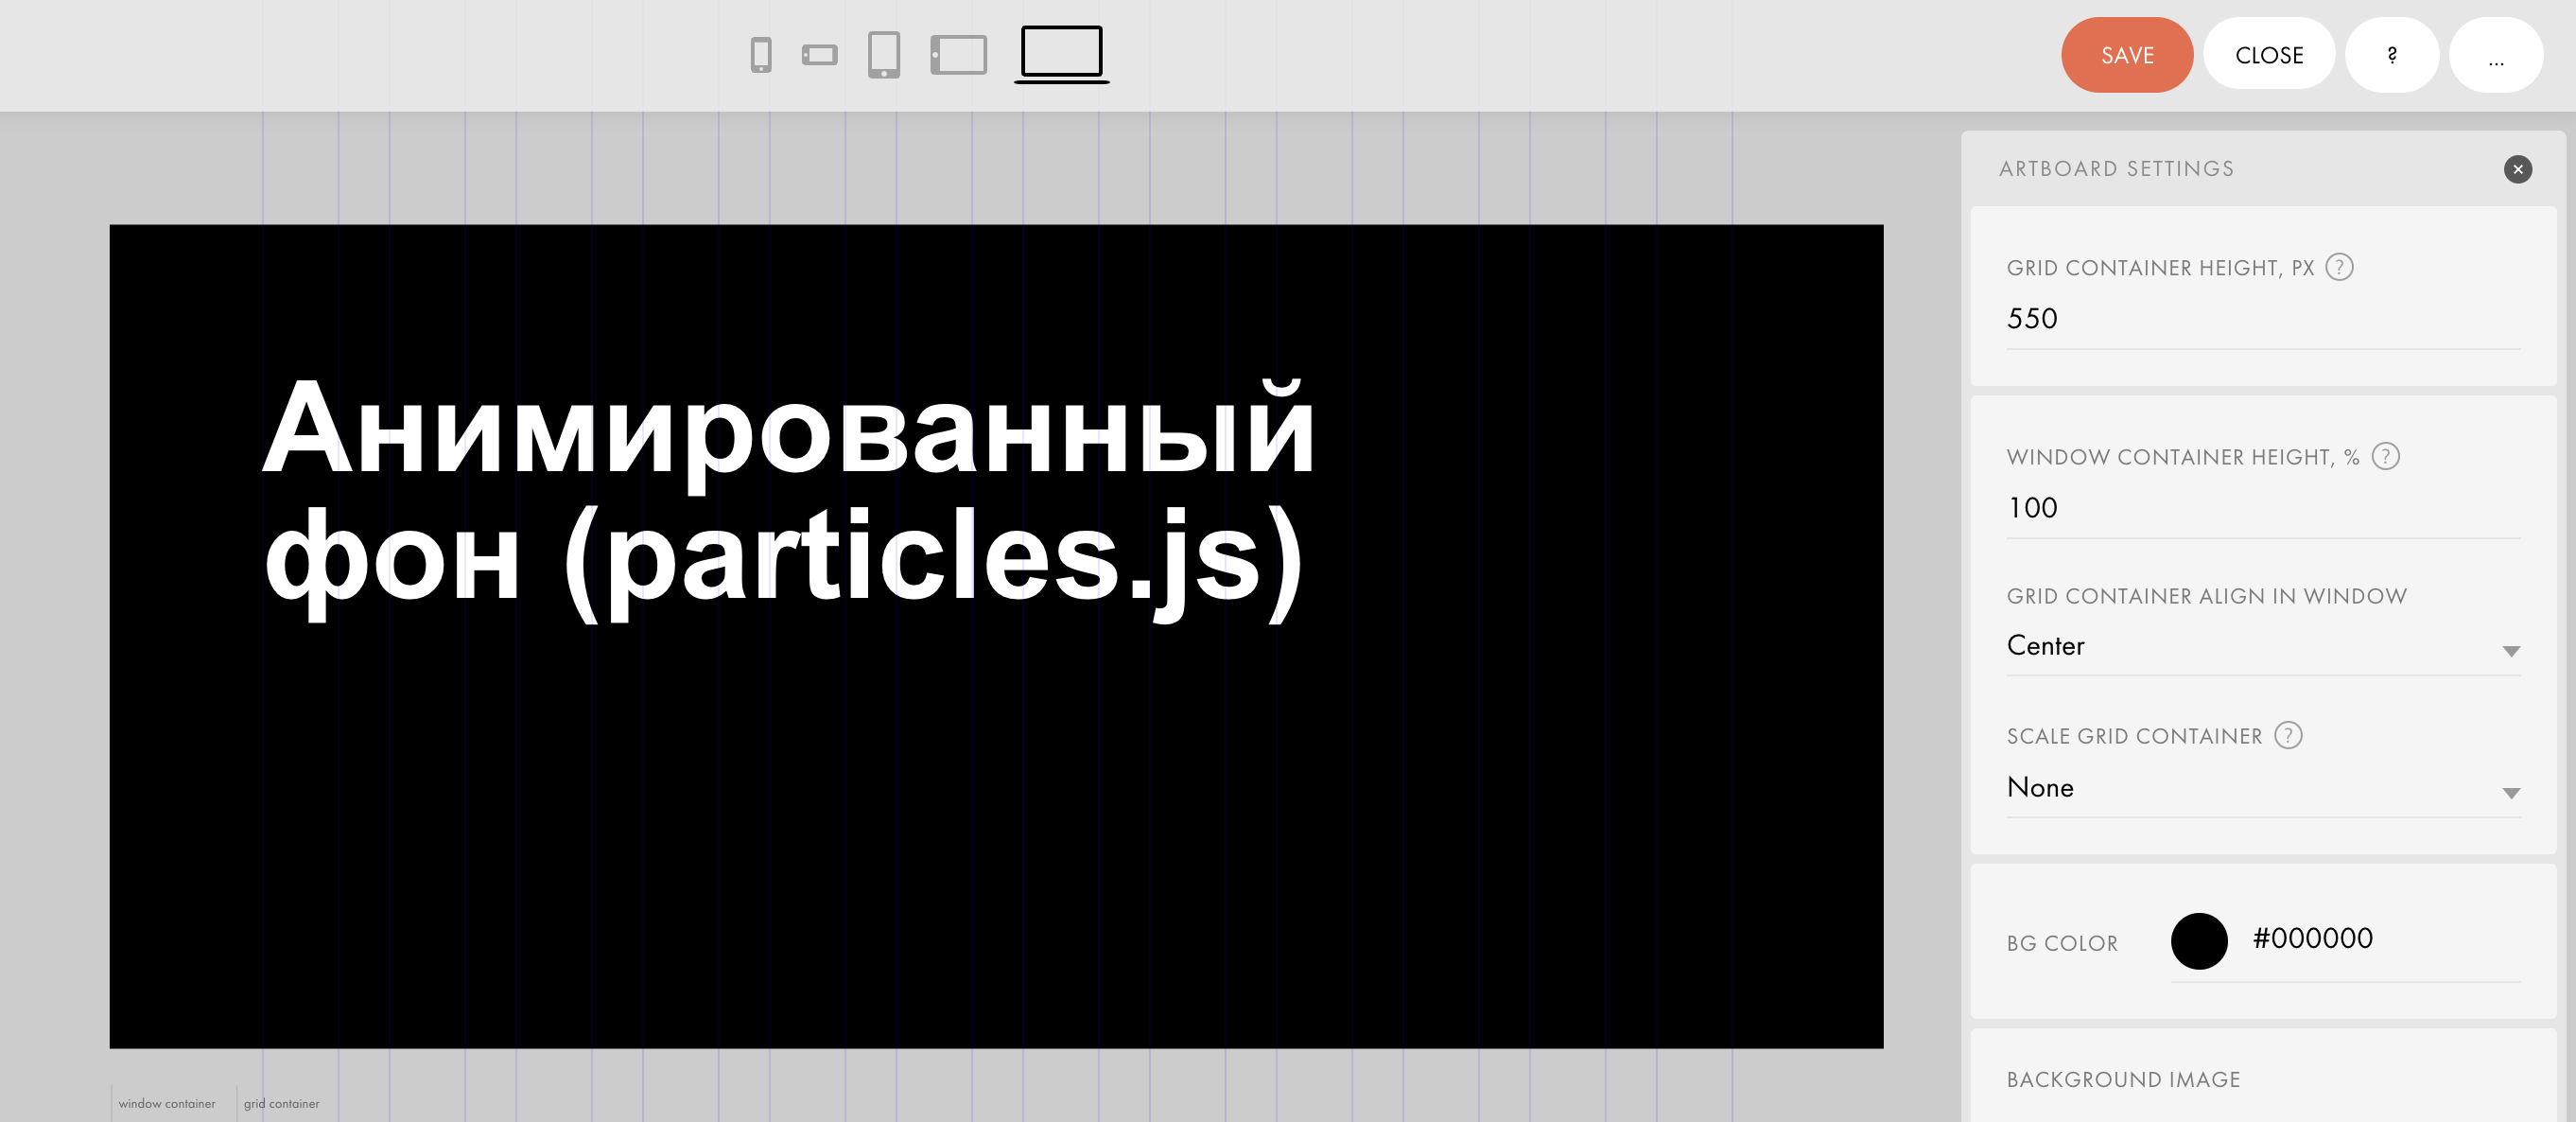 SAVE
CLOSE
?
...
ARTBOARD SETTINGS
GRID CONTAINER HEIGHT, PX ?
550
WINDOW CONTAINER HEIGHT, % ?
100
GRID CONTAINER ALIGN IN WINDOW
Center
SCALE GRID CONTAINER ?
None
BG COLOR #000000
BACKGROUND IMAGE
Анимированный
фон (particles.js)
window container
grid container